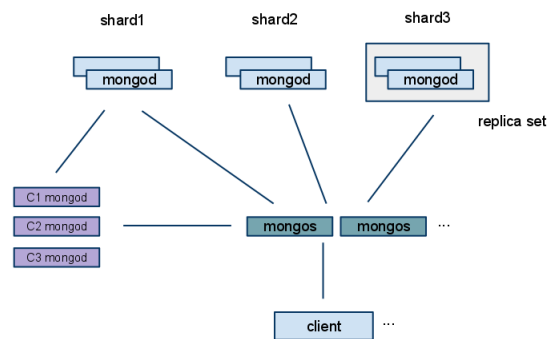 shard1
shard2
shard3
mongod
mongod
mongod
replica set
C1 mongod
C2 mongod
C3 mongod
mongos
mongos
...
client
...